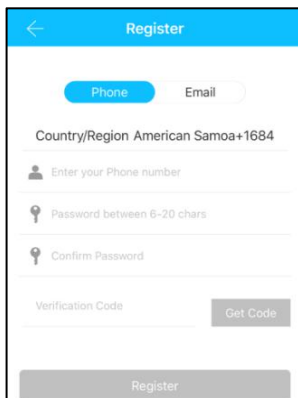 Register
Phone Email
Country/Region American Samoa+1684
Enter your Phone number
Password between 6-20 chars
Confirm Password
Verification Code Get Code
Register